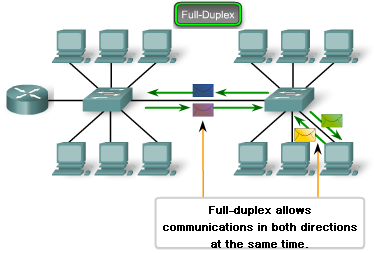 Full-Duplex
Full-duplex allows
communications in both directions
at the same time.